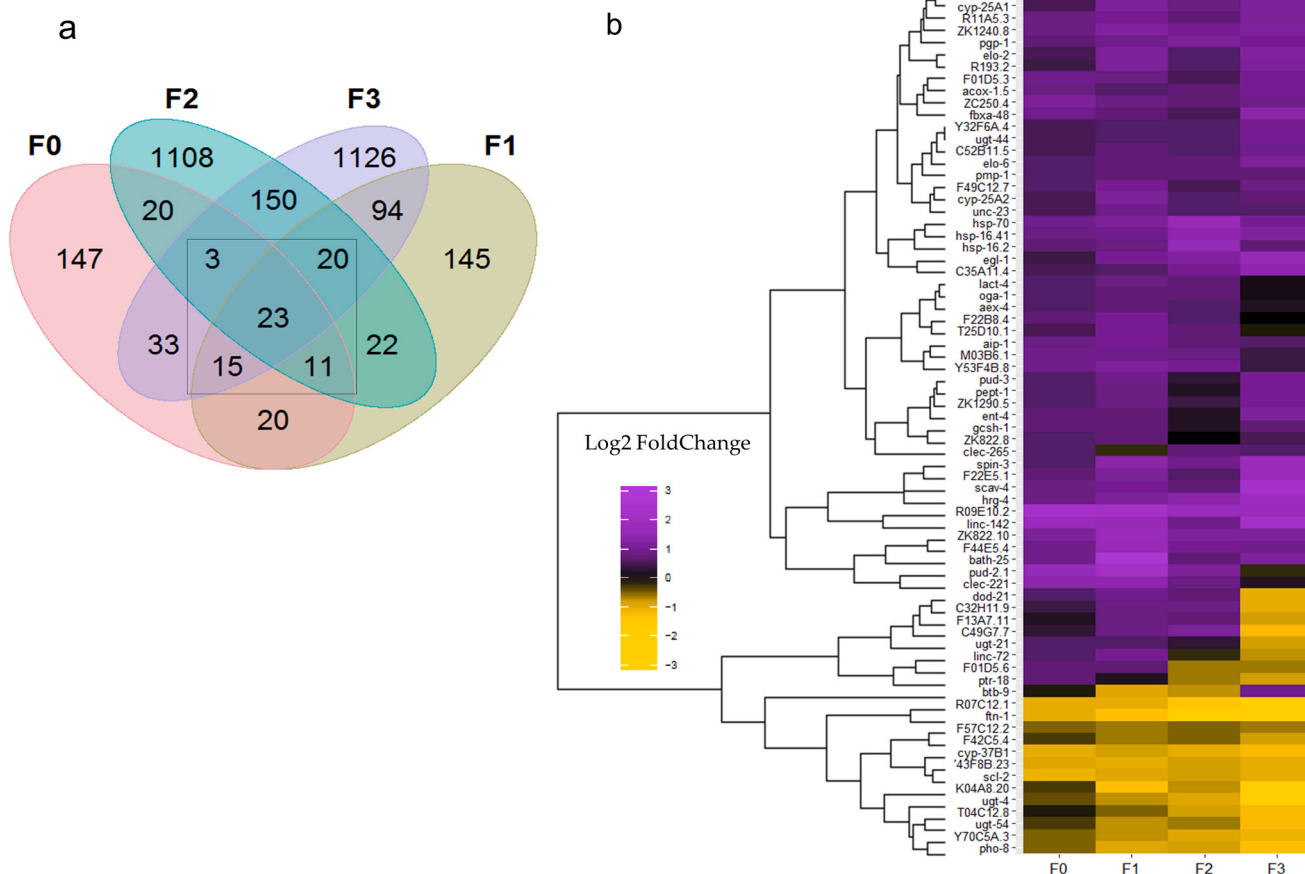 a
b
F2
F3
F0
F1
1108
1126
20
150
94
147
3
20
145
23
33
15
11
22
20
Log2 FoldChange
3
2
1
0
−1
−2
−3
cyp-25A1
R11A5.3
ZK1240.8
pgp-1
elo-2
R193.2
F01D5.3
acox-1.5
ZC250.4
fbxa-48
Y32F6A.4
ugt-44
C52B11.5
elo-6
pmp-1
F49C12.7
cyp-25A2
unc-23
hsp-70
hsp-16.41
hsp-16.2
egl-1
C35A11.4
lact-4
oga-1
aex-4
F22B8.4
T25D10.1
aip-1
M03B6.1
Y53F4B.8
pud-3
pept-1
ZK1290.5
ent-4
gcsh-1
ZK822.8
clec-265
spin-3
F22E5.1
scav-4
hrg-4
R09E10.2
linc-142
ZK822.10
F44E5.4
bath-25
pud-2.1
clec-221
dod-21
C32H11.9
F13A7.11
C49G7.7
ugt-21
linc-72
F01D5.6
ptr-18
btb-9
R07C12.1
ftn-1
F57C12.2
F42C5.4
cyp-37B1
'43F8B.23
scl-2
K04A8.20
ugt-4
T04C12.8
ugt-54
Y70C5A.3
pho-8
F0
F1
F2
F3